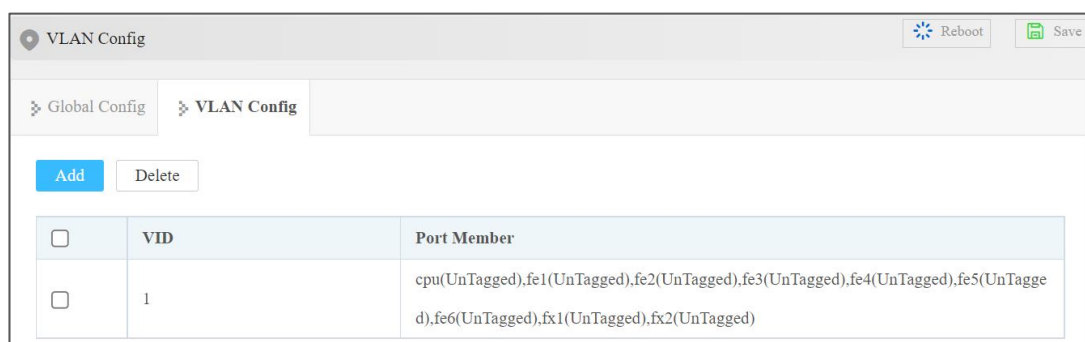 VLAN Config
Reboot
Save
Global Config
VLAN Config
Add
Delete
VID
Port Member
1
cpu(UnTagged),fe1(UnTagged),fe2(UnTagged),fe3(UnTagged),fe4(UnTagged),fe5(UnTagge
d),fe6(UnTagged),fx1(UnTagged),fx2(UnTagged)